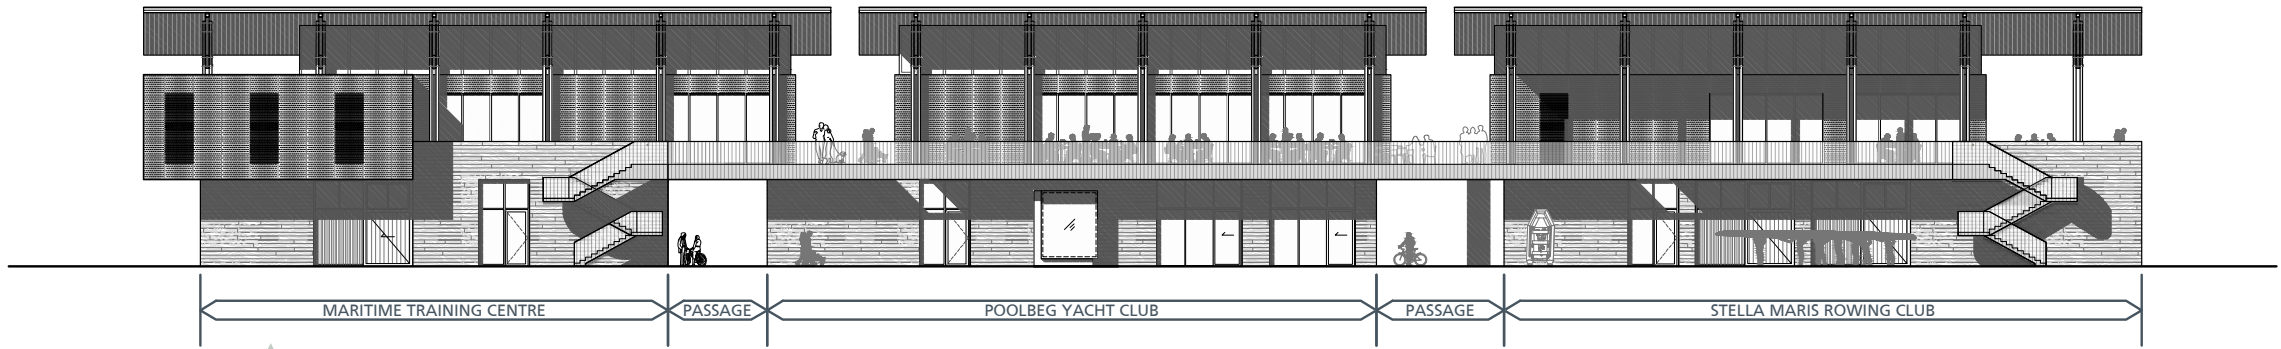 MARITIME TRAINING CENTRE
PASSAGE
POOLBEG YACHT CLUB
PASSAGE
STELLA MARIS ROWING CLUB